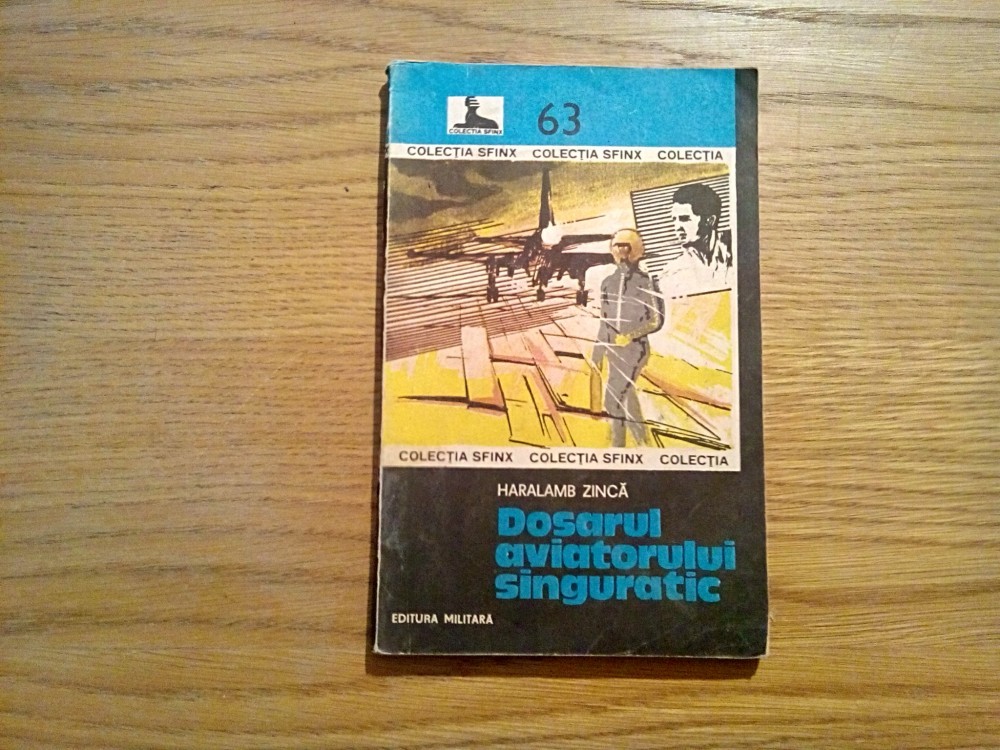 COLECȚIA SFINX
63
COLECȚIA SFINX COLECȚIA SFINX COLECȚIA
COLECȚIA SFINX COLECȚIA SFINX COLECȚIA
HARALAMB ZINCĂ
Dosarul
aviatorului
singuratic
EDITURA MILITARĂ